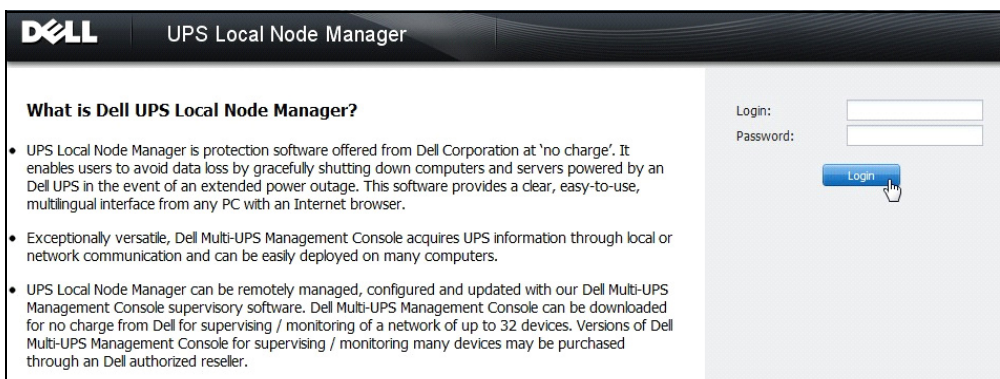 DELL UPS Local Node Manager
What is Dell UPS Local Node Manager?
• UPS Local Node Manager is protection software offered from Dell Corporation at ‘no charge’. It
enables users to avoid data loss by gracefully shutting down computers and servers powered by an
Dell UPS in the event of an extended power outage. This software provides a clear, easy-to-use,
multilingual interface from any PC with an Internet browser.
• Exceptionally versatile, Dell Multi-UPS Management Console acquires UPS information through local or
network communication and can be easily deployed on many computers.
• UPS Local Node Manager can be remotely managed, configured and updated with our Dell Multi-UPS
Management Console supervisory software. Dell Multi-UPS Management Console can be downloaded
for no charge from Dell for supervising / monitoring of a network of up to 32 devices. Versions of Dell
Multi-UPS Management Console for supervising / monitoring many devices may be purchased
through an Dell authorized reseller.
Login:
Password:
Login